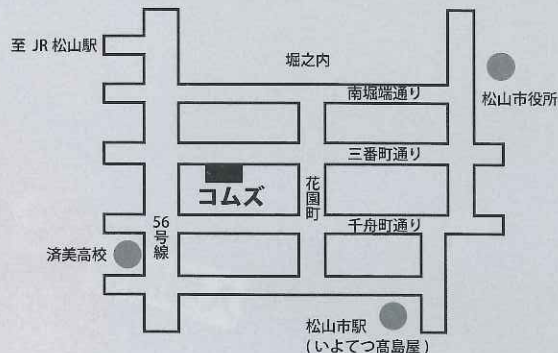 至 JR 松山駅
堀之内
南堀端通り
松山市役所
三番町通り
コムズ
花園町
56号線
千舟町通り
済美高校
松山市駅
(いよてつ髙島屋)